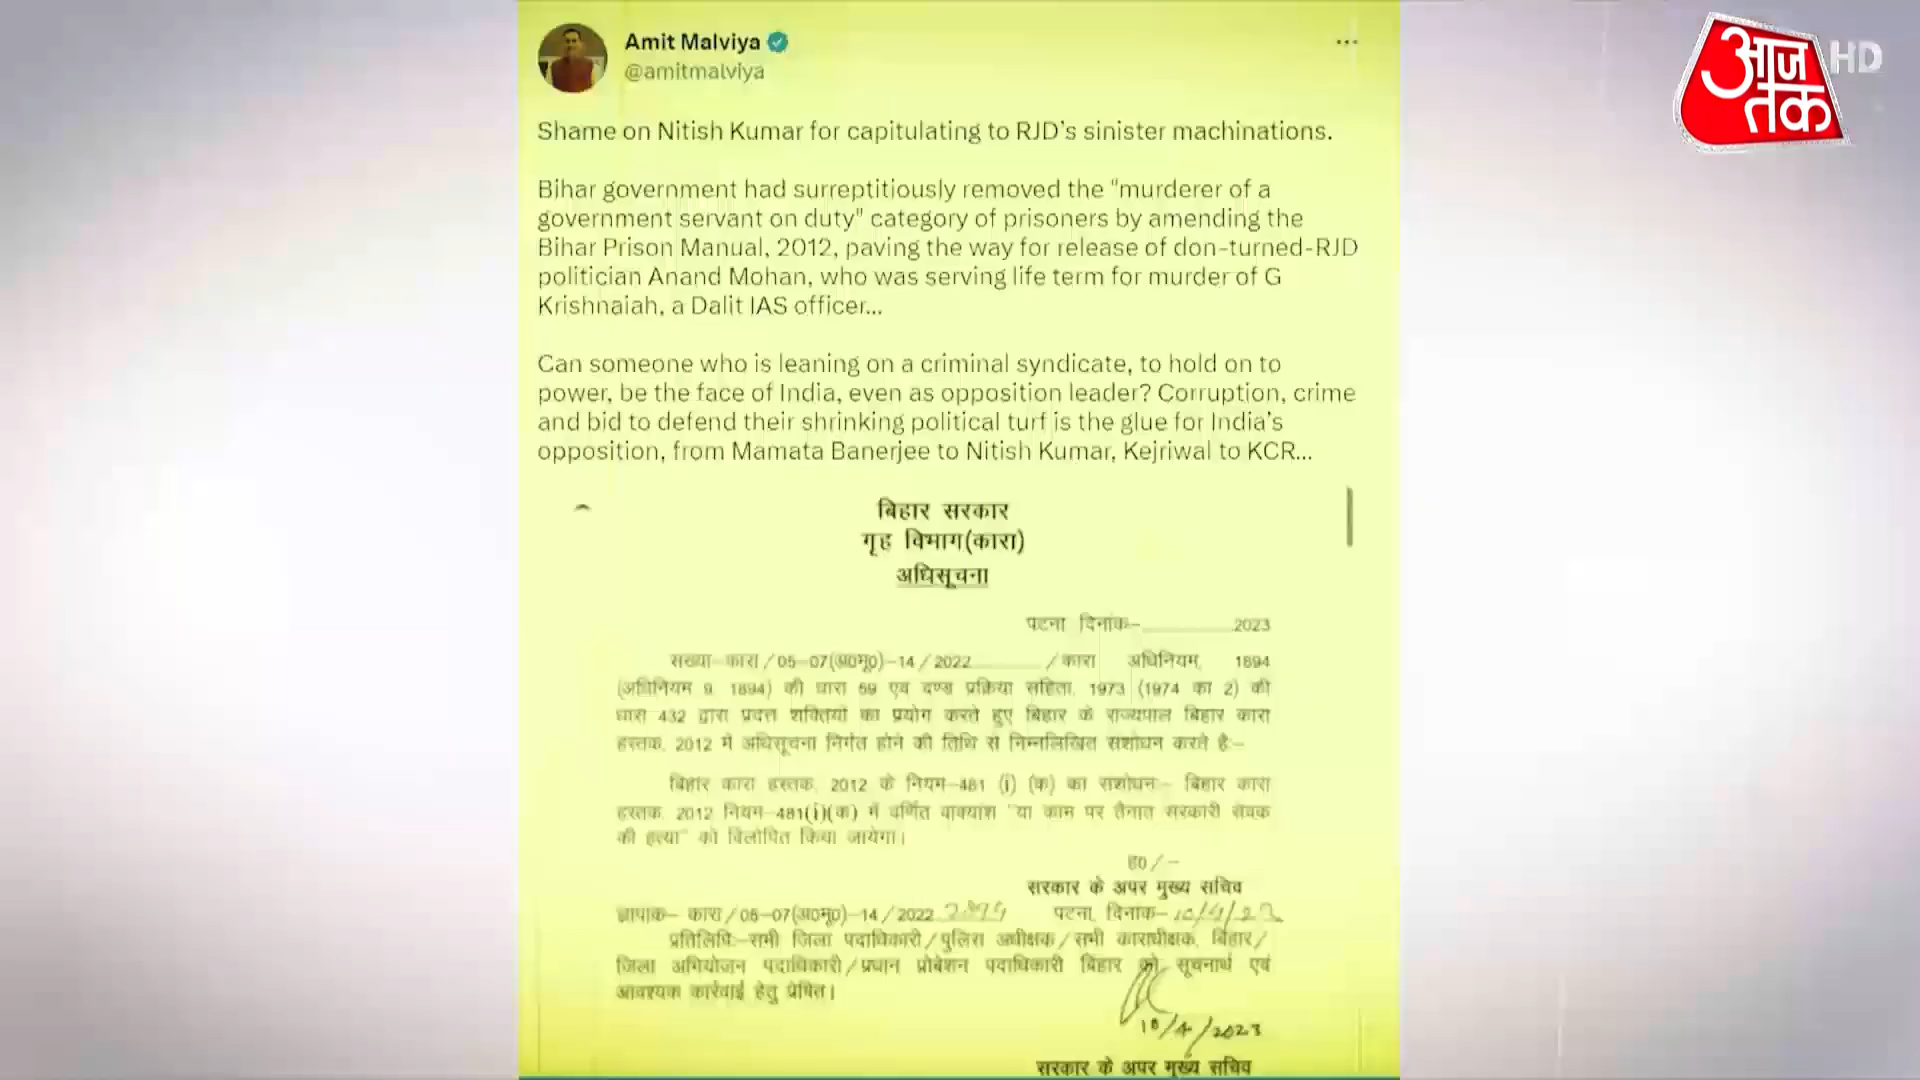 Amit Malviya
@amitmalviya
आज तक HD
Shame on Nitish Kumar for capitulating to RJD's sinister machinations.
Bihar government had surreptitiously removed the "murderer of a
government servant on duty" category of prisoners by amending the
Bihar Prison Manual, 2012, paving the way for release of don-turned-RJD
politician Anand Mohan, who was serving life term for murder of G
Krishnaiah, a Dalit IAS officer...
Can someone who is leaning on a criminal syndicate, to hold on to
power, be the face of India, even as opposition leader? Corruption, crime
and bid to defend their shrinking political turf is the glue for India's
opposition, from Mamata Banerjee to Nitish Kumar, Kejriwal to KCR...
बिहार सरकार
गृह विभाग(कारा)
अधिसूचना
पटना दिनांक-..................2023
संख्या-कारा/05-07(अ०मू०)-14/2022............/कारा अधिनियम, 1894
(अधिनियम 9, 1894) की धारा 59 एवं दण्ड प्रक्रिया संहिता, 1973 (1974 का 2) की
धारा 432 द्वारा प्रदत्त शक्तियों का प्रयोग करते हुए बिहार के राज्यपाल बिहार कारा
हस्तक, 2012 में अधिसूचना निर्गत होने की तिथि से निम्नलिखित संशोधन करते है:-
बिहार कारा हस्तक, 2012 के नियम-481 (i) (क) का संशोधन:- बिहार कारा
हस्तक, 2012 नियम-481(i)(क) में वर्णित वाक्यांश "या काम पर तैनात सरकारी सेवक
की हत्या" को विलोपित किया जायेगा।
ह०/-
सरकार के अपर मुख्य सचिव
ज्ञापांक- कारा/05-07(अ०मू०)-14/2022 पटना, दिनांक- 10/4/23
प्रतिलिपि:-सभी जिला पदाधिकारी/पुलिस अधीक्षक/सभी काराधीक्षक, बिहार/
जिला अभियोजन पदाधिकारी/प्रधान प्रोबेशन पदाधिकारी बिहार को सूचनार्थ एवं
आवश्यक कार्रवाई हेतु प्रेषित।
10/4/2023
सरकार के अपर मुख्य सचिव